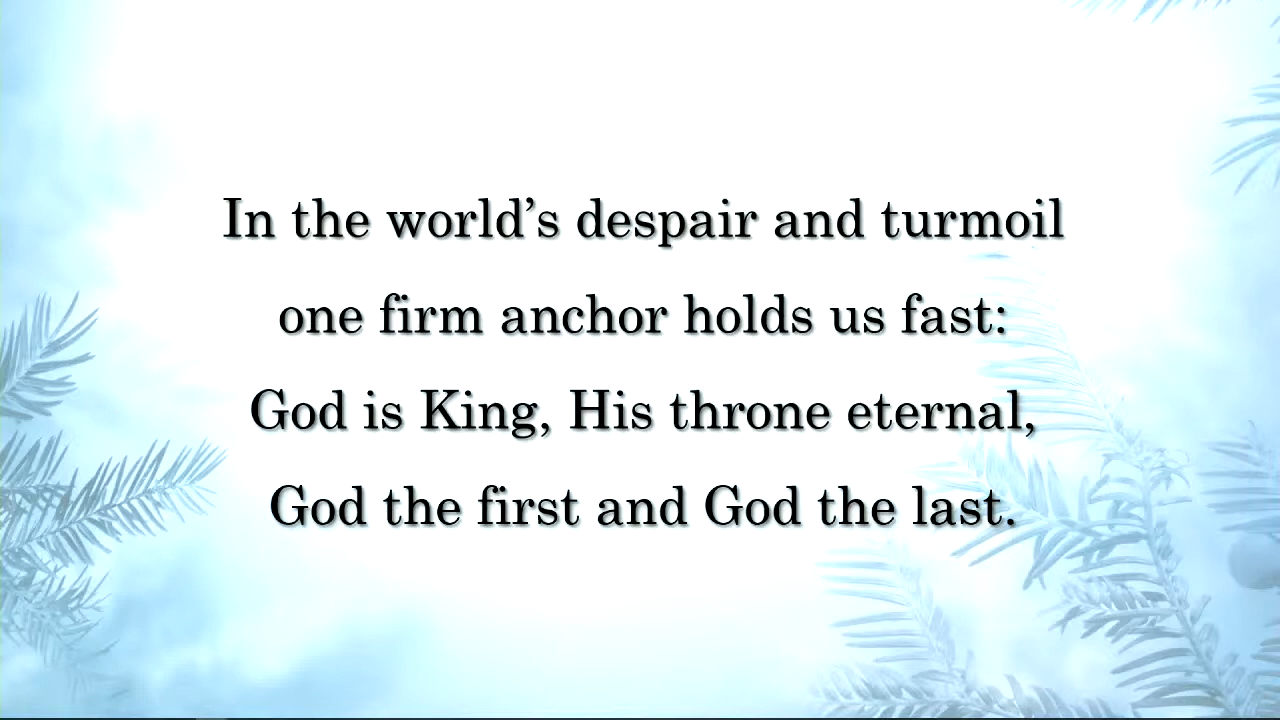 In the world’s despair and turmoil
one firm anchor holds us fast:
God is King, His throne eternal,
God the first and God the last.